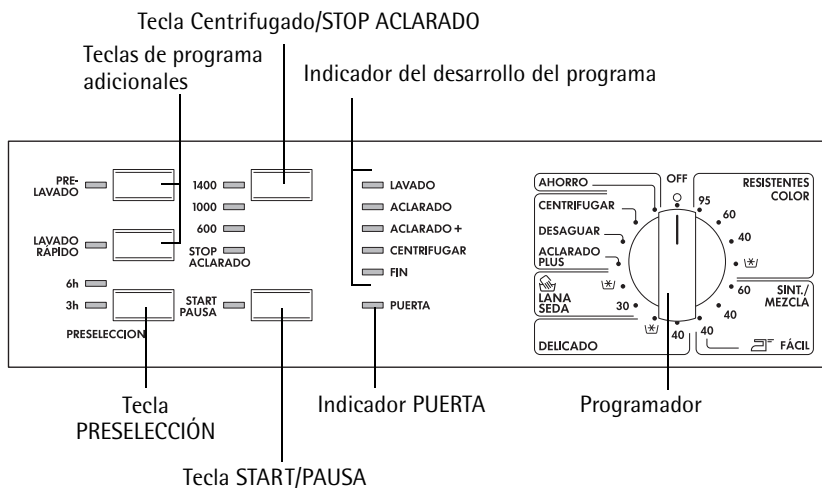 Tecla Centrifugado/STOP ACLARADO
Teclas de programa
adicionales
Indicador del desarrollo del programa
PRE-
LAVADO
LAVADO
RÁPIDO
6h
3h
PRESELECCION
1400
1000
600
STOP
ACLARADO
START
PAUSA
LAVADO
ACLARADO
ACLARADO +
CENTRIFUGAR
FIN
PUERTA
OFF
AHORRO
CENTRIFUGAR
DESAGUAR
ACLARADO
PLUS
LANA
SEDA
30
DELICADO
40
RESISTENTES
COLOR
95
60
40
SINT./
MEZCLA
60
40
40
FÁCIL
Tecla
PRESELECCIÓN
Indicador PUERTA
Programador
Tecla START/PAUSA